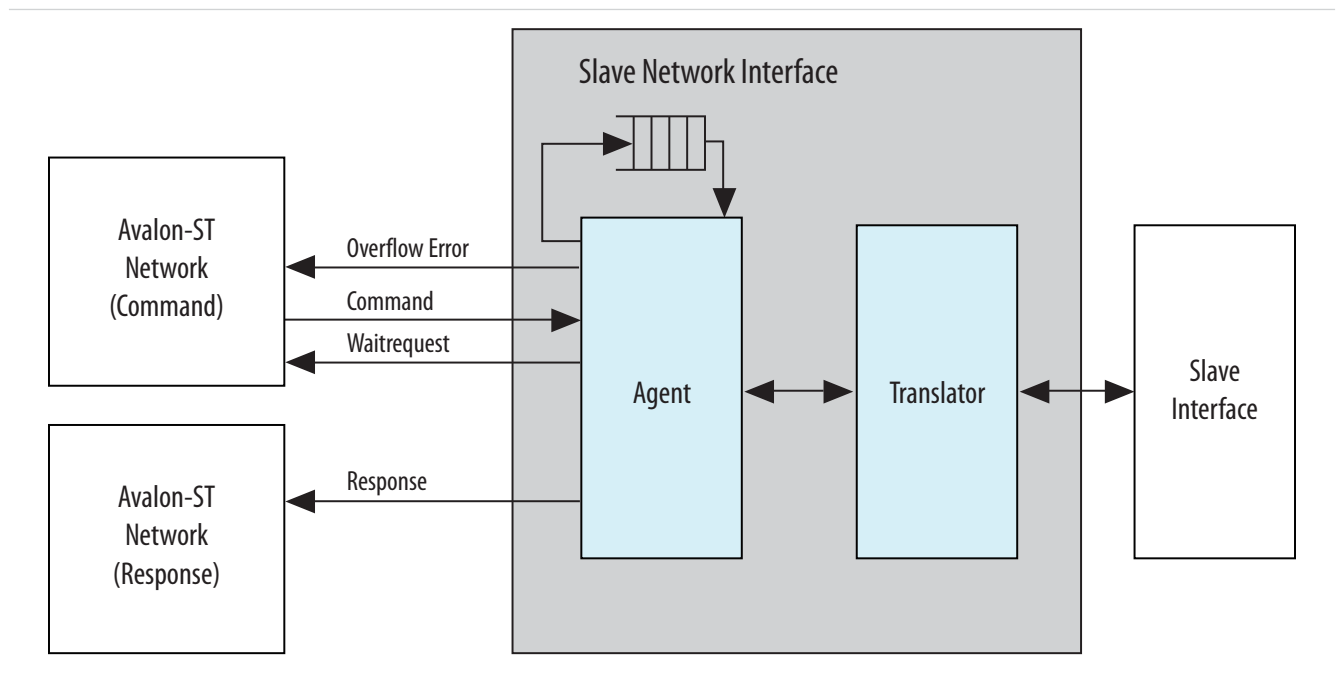 Slave Network Interface
Avalon-ST
Network
(Command)
Overflow Error
Command
Waitrequest
Agent
Translator
Slave
Interface
Avalon-ST
Network
(Response)
Response